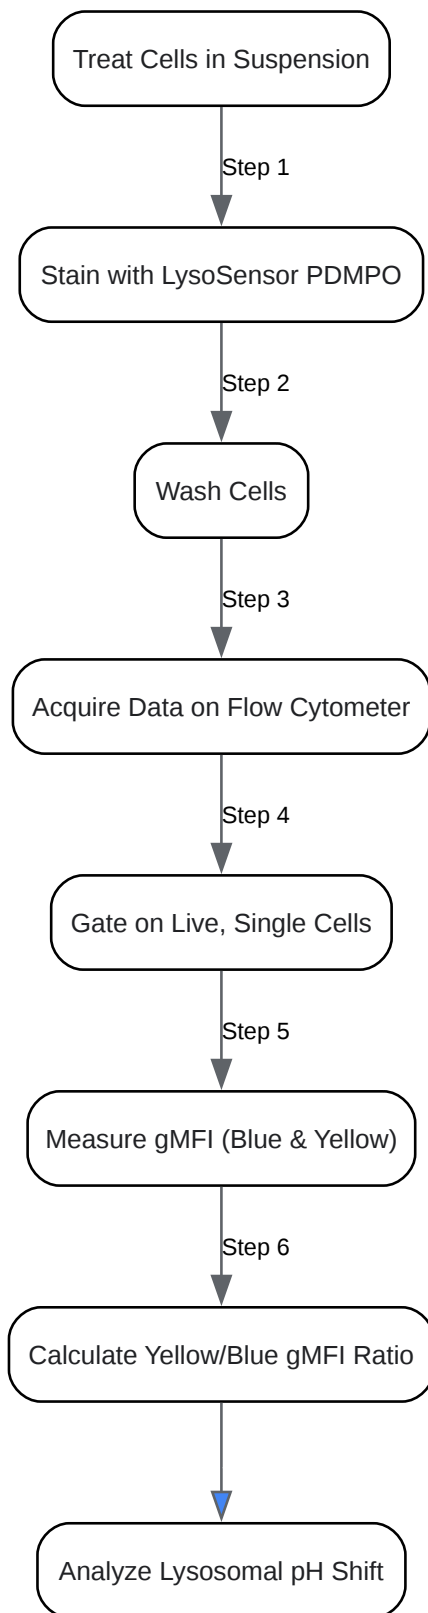 Treat Cells in Suspension
Step 1
Stain with LysoSensor PDMPO
Step 2
Wash Cells
Step 3
Acquire Data on Flow Cytometer
Step 4
Gate on Live, Single Cells
Step 5
Measure gMFI (Blue & Yellow)
Step 6
Calculate Yellow/Blue gMFI Ratio
Analyze Lysosomal pH Shift